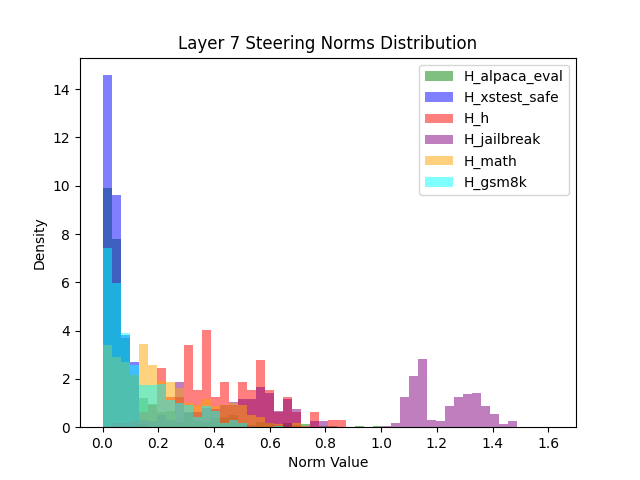 Layer 7 Steering Norms Distribution
H_alpaca_eval
H_xstest_safe
H_h
H_jailbreak
H_math
H_gsm8k
14
12
10
8
6
4
2
0
Density
0.0 0.2 0.4 0.6 0.8 1.0 1.2 1.4 1.6
Norm Value